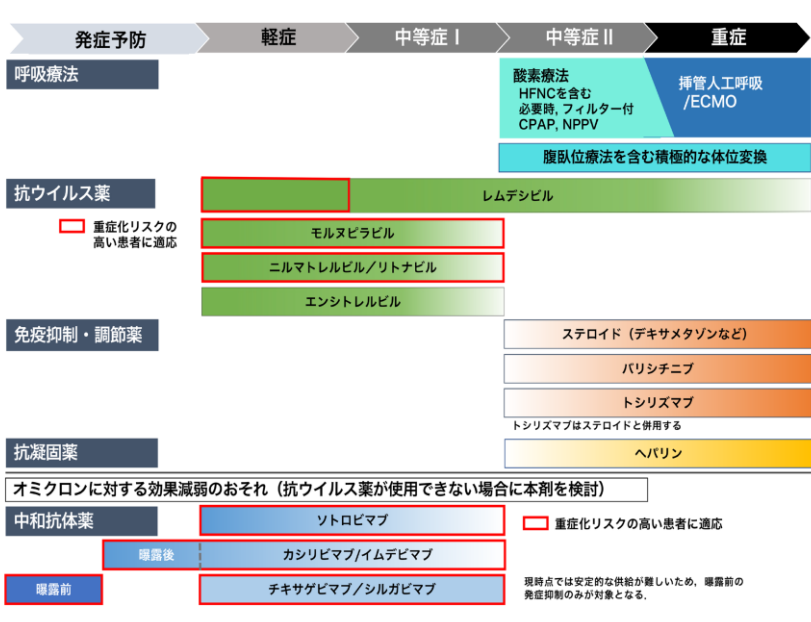 発症予防
軽症
中等症 I
中等症 II
重症
呼吸療法
酸素療法
HFNCを含む
必要時, フィルター付
CPAP, NPPV
挿管人工呼吸
/ECMO
腹臥位療法を含む積極的な体位変換
抗ウイルス薬
レムデシビル
重症化リスクの
高い患者に適応
モルヌピラビル
ニルマトレルビル／リトナビル
エンシトレルビル
免疫抑制・調節薬
ステロイド（デキサメタゾンなど）
バリシチニブ
トシリズマブ
トシリズマブはステロイドと併用する
抗凝固薬
ヘパリン
オミクロンに対する効果減弱のおそれ（抗ウイルス薬が使用できない場合に本剤を検討）
中和抗体薬
ソトロビマブ
重症化リスクの高い患者に適応
曝露後
カシリビマブ/イムデビマブ
曝露前
チキサゲビマブ／シルガビマブ
現時点では安定的な供給が難しいため，曝露前の
発症抑制のみが対象となる．